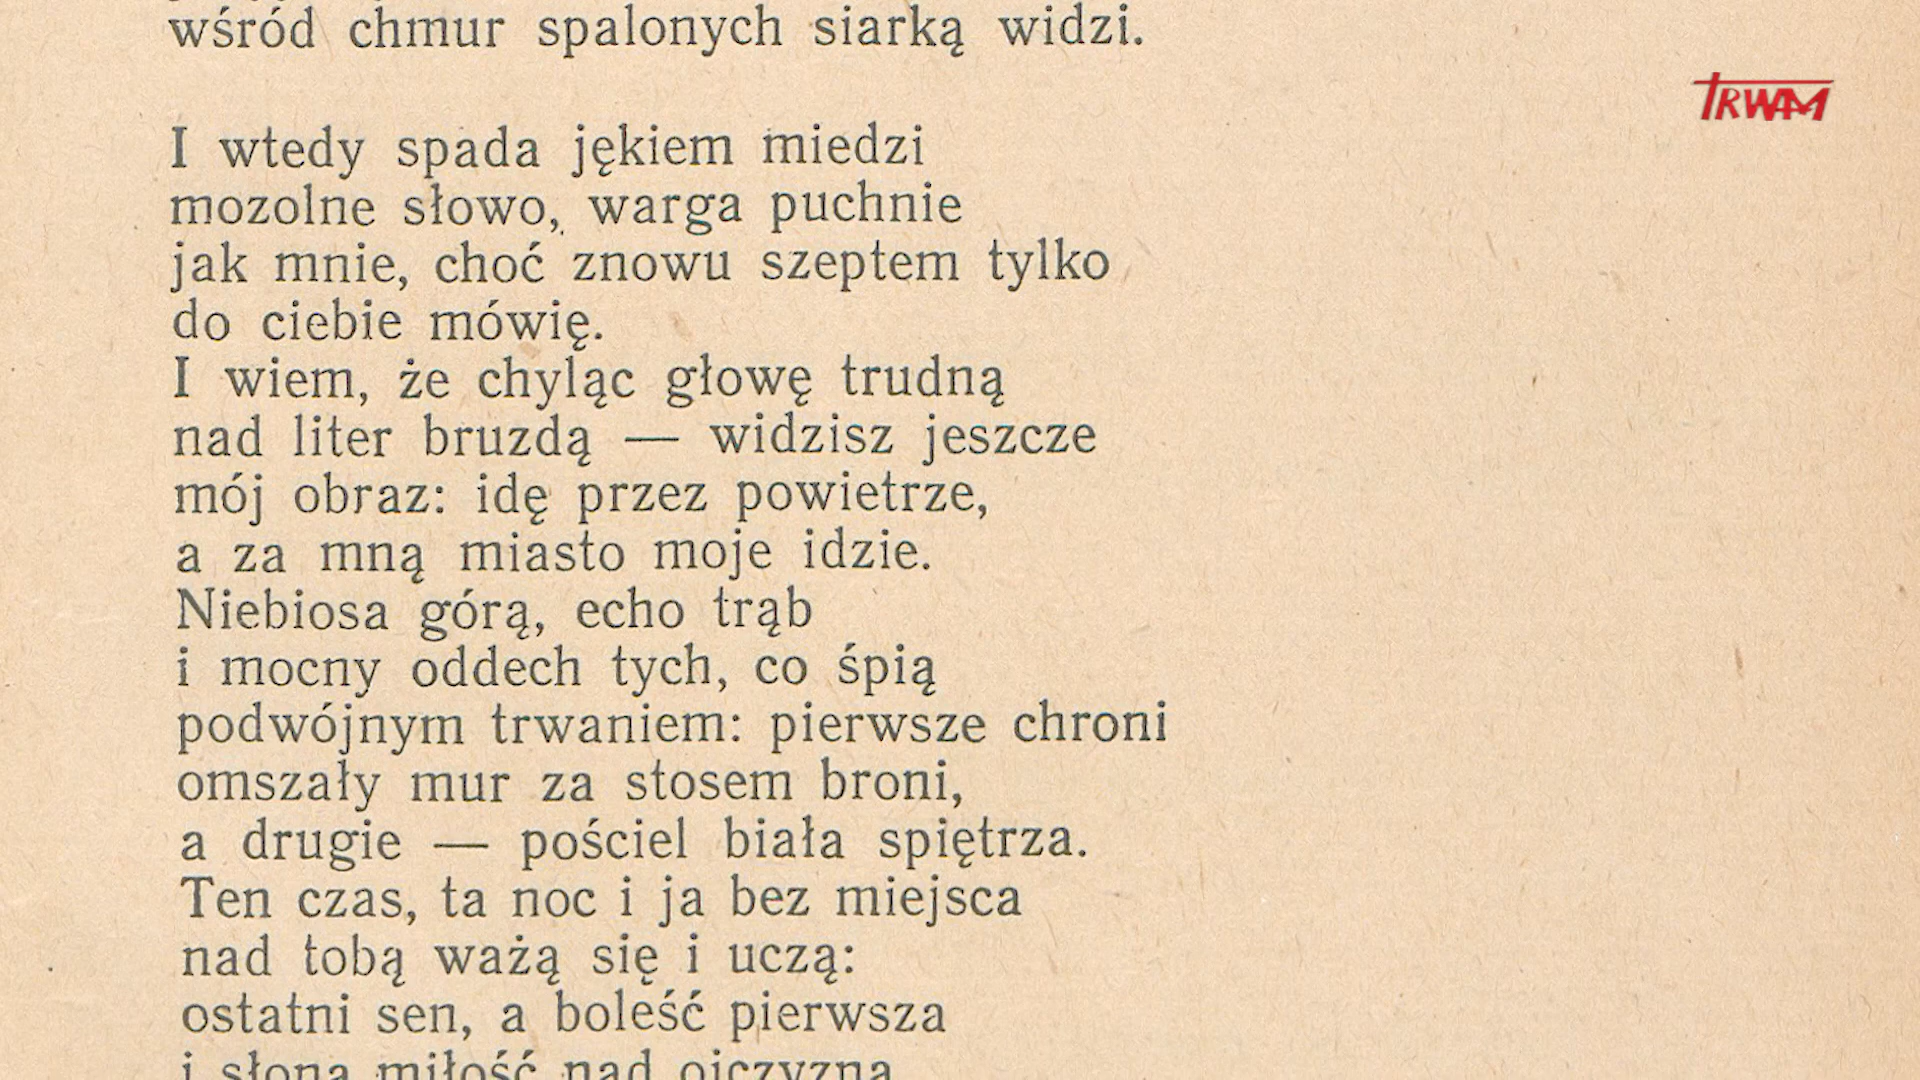 wśród chmur spalonych siarką widzi.
TRWAM
I wtedy spada jękiem miedzi
mozolne słowo, warga puchnie
jak mnie, choć znowu szeptem tylko
do ciebie mówię.
I wiem, że chyląc głowę trudną
nad liter bruzdą — widzisz jeszcze
mój obraz: idę przez powietrze,
a za mną miasto moje idzie.
Niebiosa górą, echo trąb
i mocny oddech tych, co śpią
podwójnym trwaniem: pierwsze chroni
omszały mur za stosem broni,
a drugie — pościel biała spiętrza.
Ten czas, ta noc i ja bez miejsca
nad tobą ważą się i uczą:
ostatni sen, a boleść pierwsza
i słona miłość nad ojczyzną